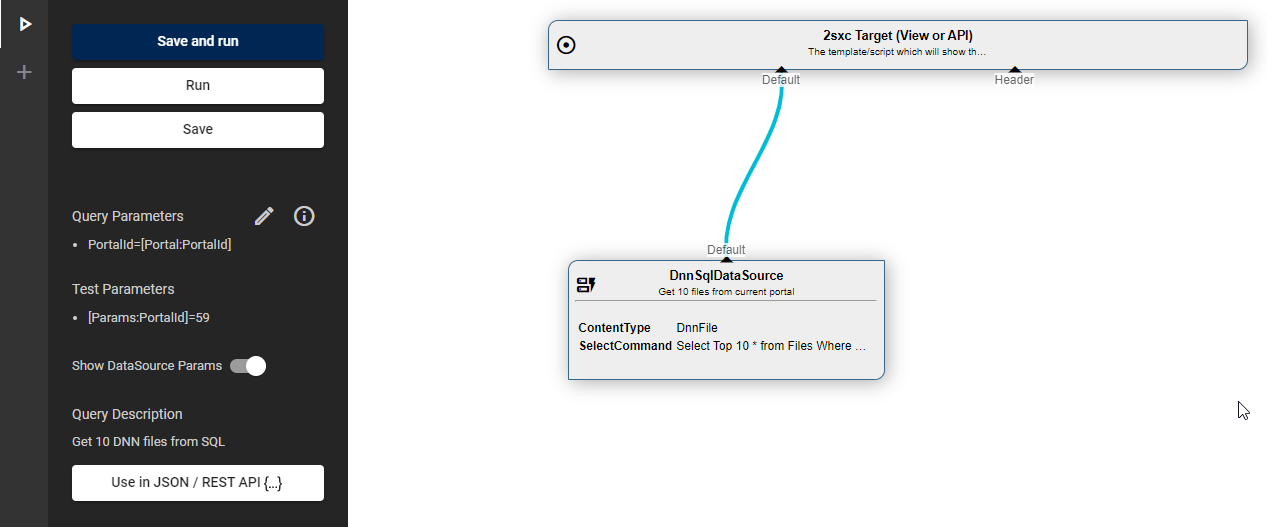 Save and run
Run
Save
Query Parameters
PortalId=[Portal:PortalId]
Test Parameters
[Params:PortalId]=59
Show DataSource Params
Query Description
Get 10 DNN files from SQL
Use in JSON / REST API {...}
2sxc Target (View or API)
The template/script which will show th...
Default
Header
Default
DnnSqlDataSource
Get 10 files from current portal
ContentType DnnFile
SelectCommand Select Top 10 * from Files Where ...